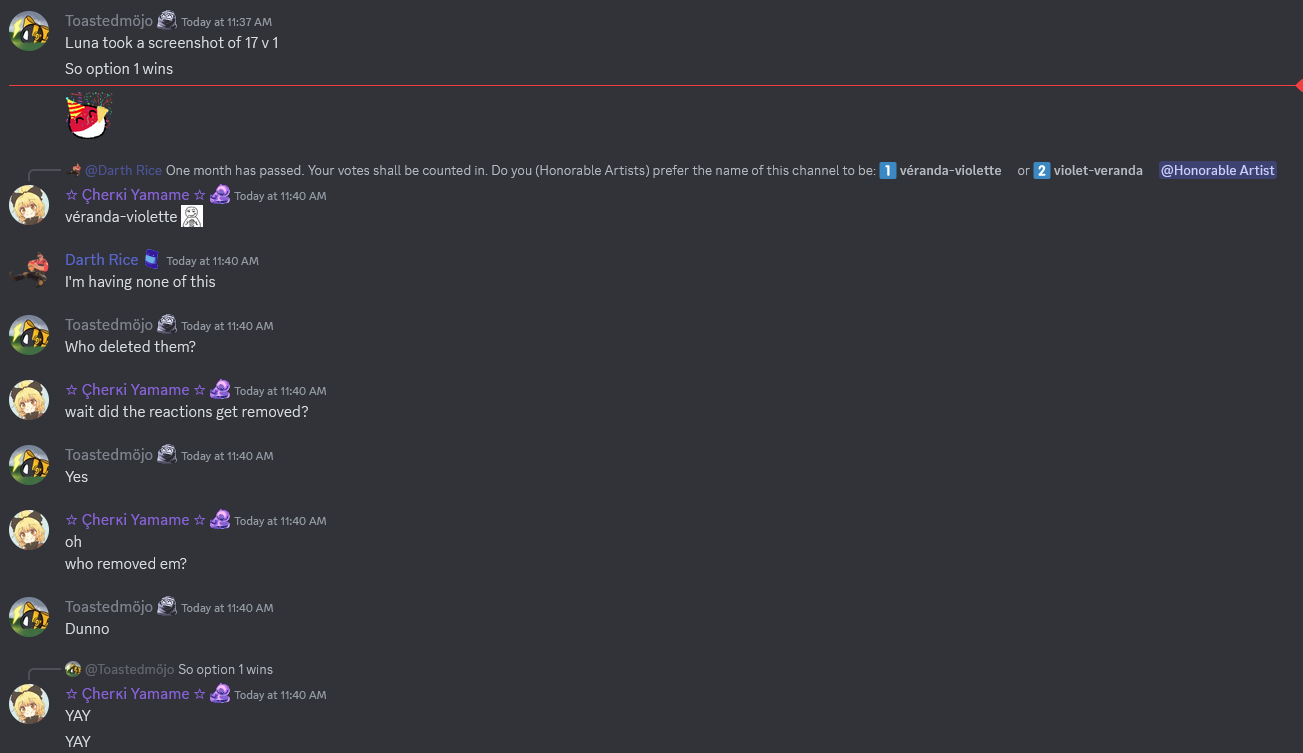 Toastedmöjo Today at 11:37 AM
Luna took a screenshot of 17 v 1
So option 1 wins
@Darth Rice One month has passed. Your votes shall be counted in. Do you (Honorable Artists) prefer the name of this channel to be: 1 véranda-violette or 2 violet-veranda @Honorable Artist
☆ Çherкi Yamame ☆ Today at 11:40 AM
véranda-violette
Darth Rice Today at 11:40 AM
I'm having none of this
Toastedmöjo Today at 11:40 AM
Who deleted them?
☆ Çherкi Yamame ☆ Today at 11:40 AM
wait did the reactions get removed?
Toastedmöjo Today at 11:40 AM
Yes
☆ Çherкi Yamame ☆ Today at 11:40 AM
oh
who removed em?
Toastedmöjo Today at 11:40 AM
Dunno
@Toastedmöjo So option 1 wins
☆ Çherкi Yamame ☆ Today at 11:40 AM
YAY
YAY